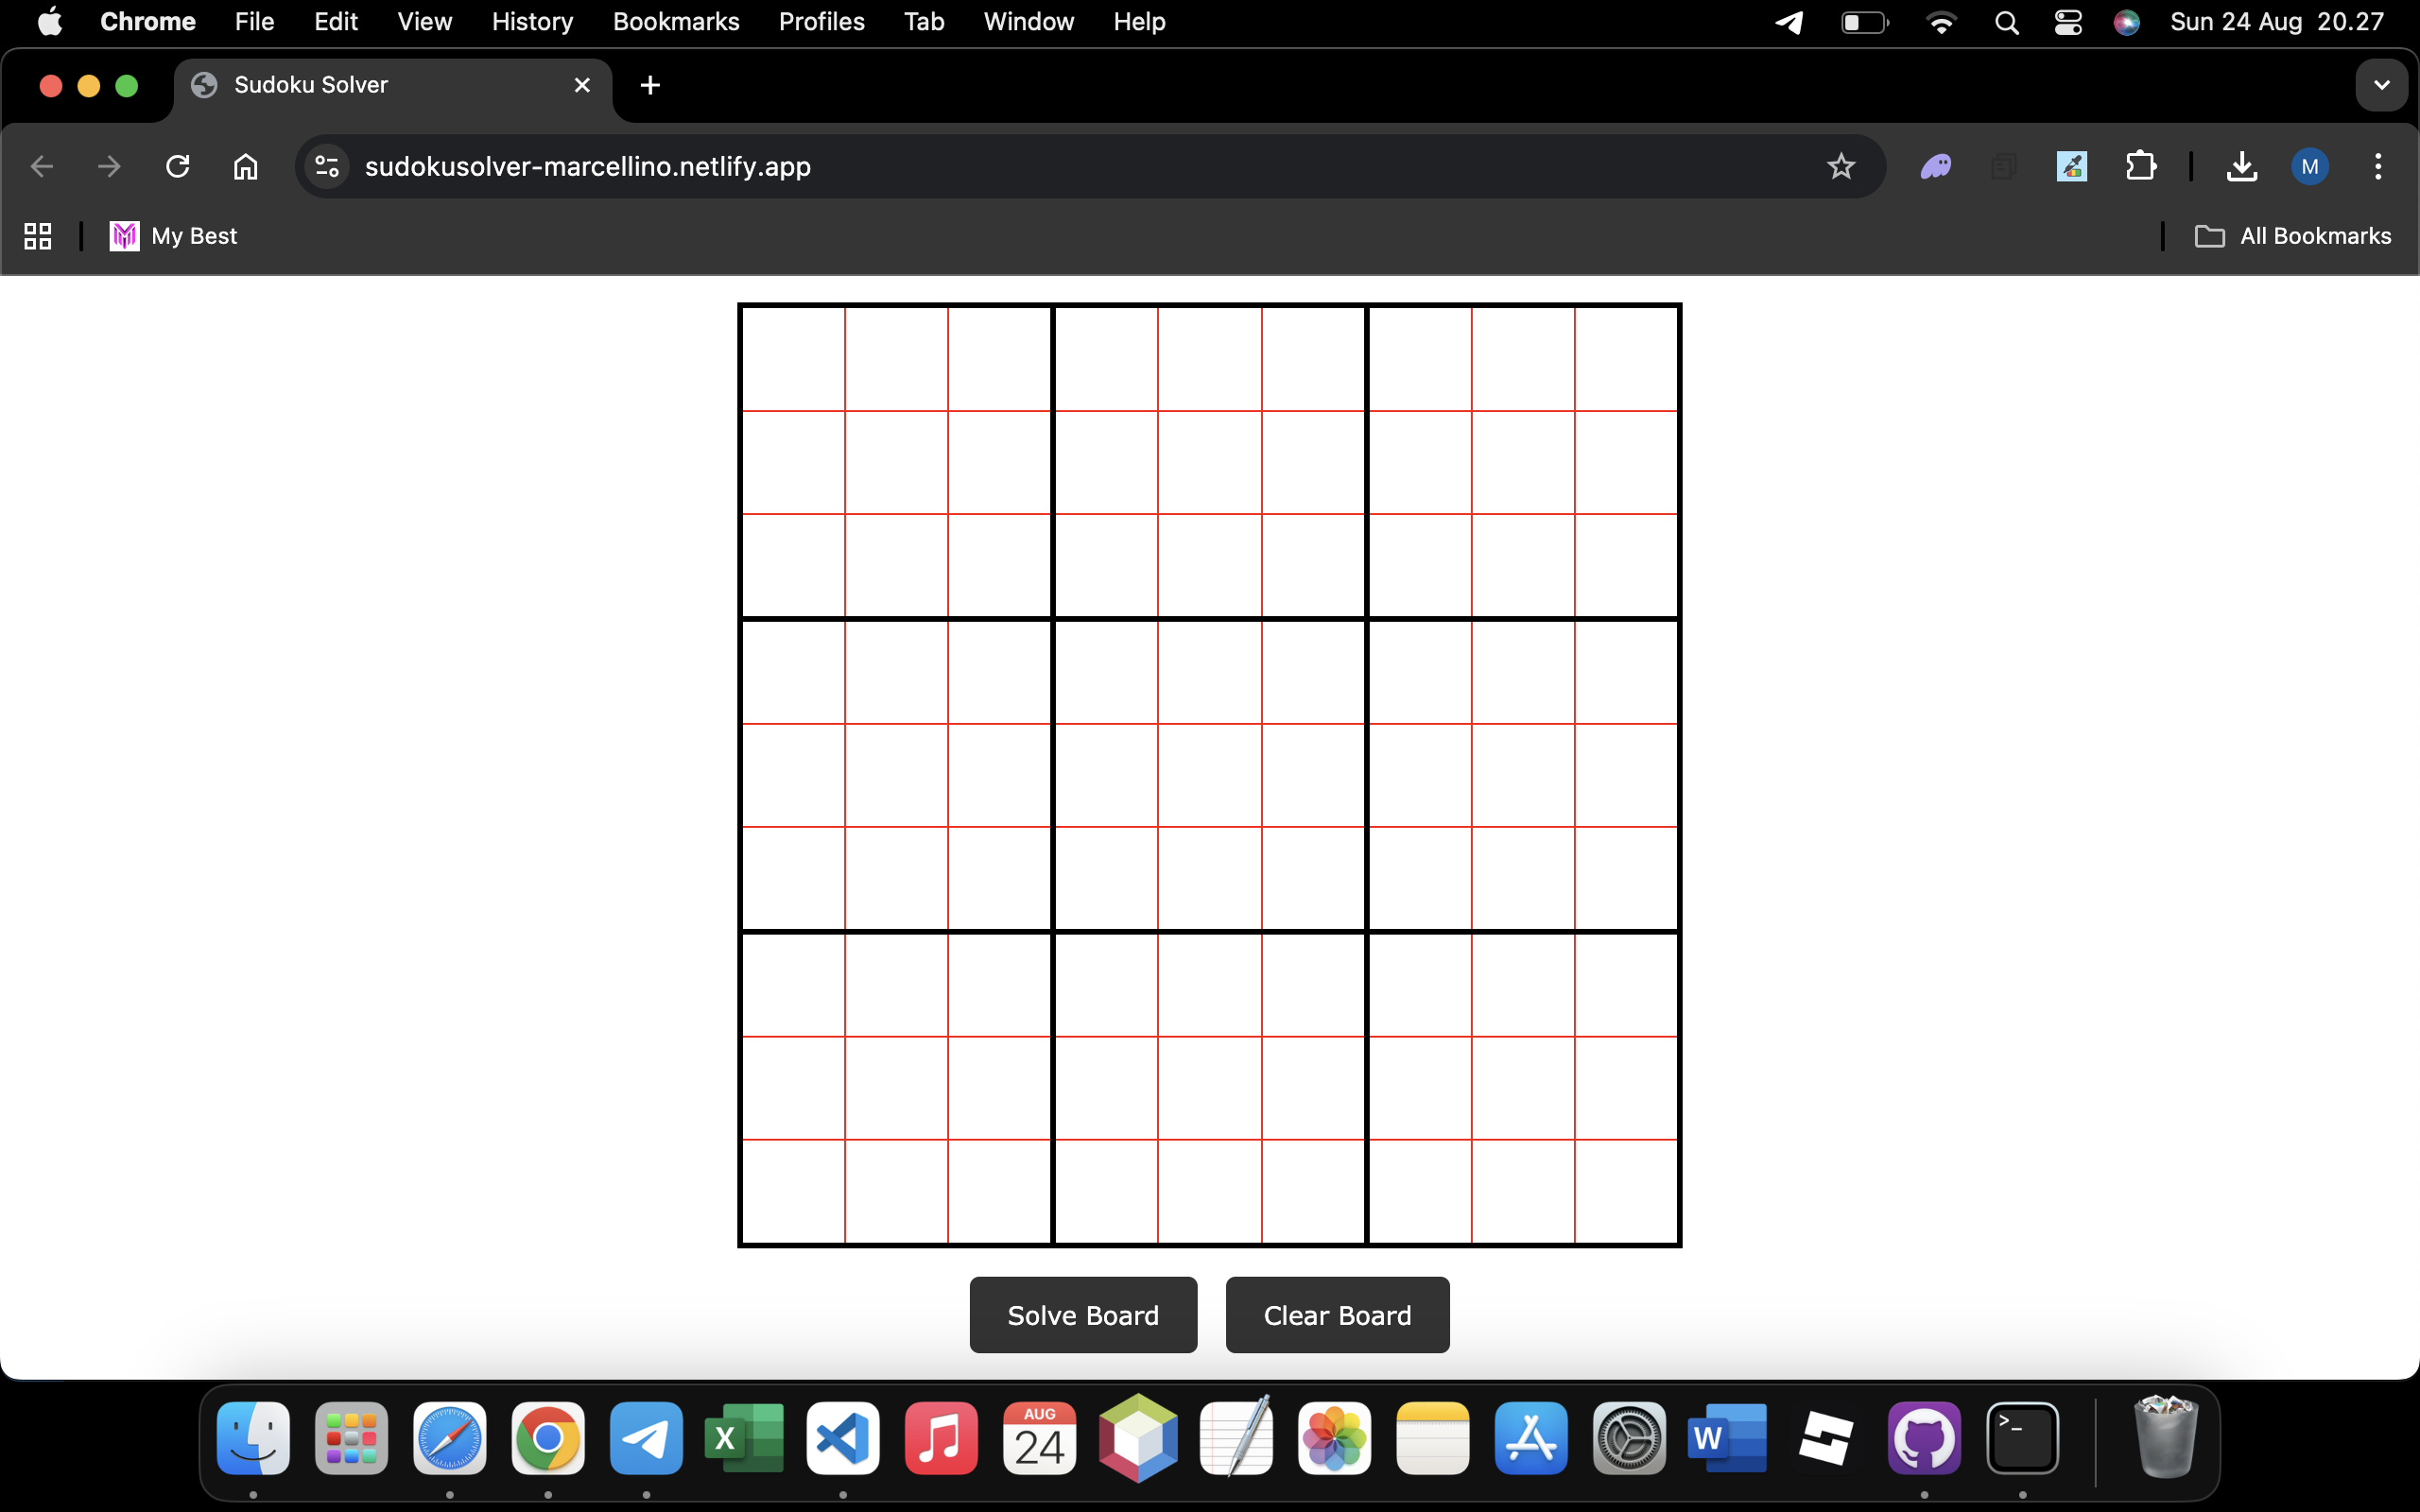 Chrome File Edit View History Bookmarks Profiles Tab Window Help Sun 24 Aug 20.27
Sudoku Solver
sudokusolver-marcellino.netlify.app M
My Best All Bookmarks
Solve Board Clear Board
X AUG 24 W >_